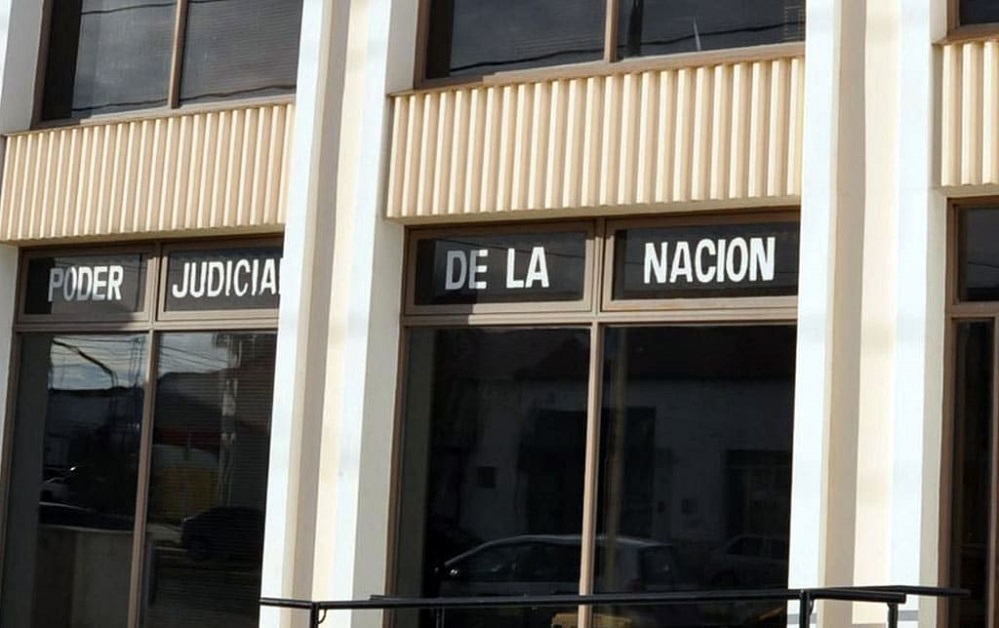 PODER JUDICIAL DE LA NACION